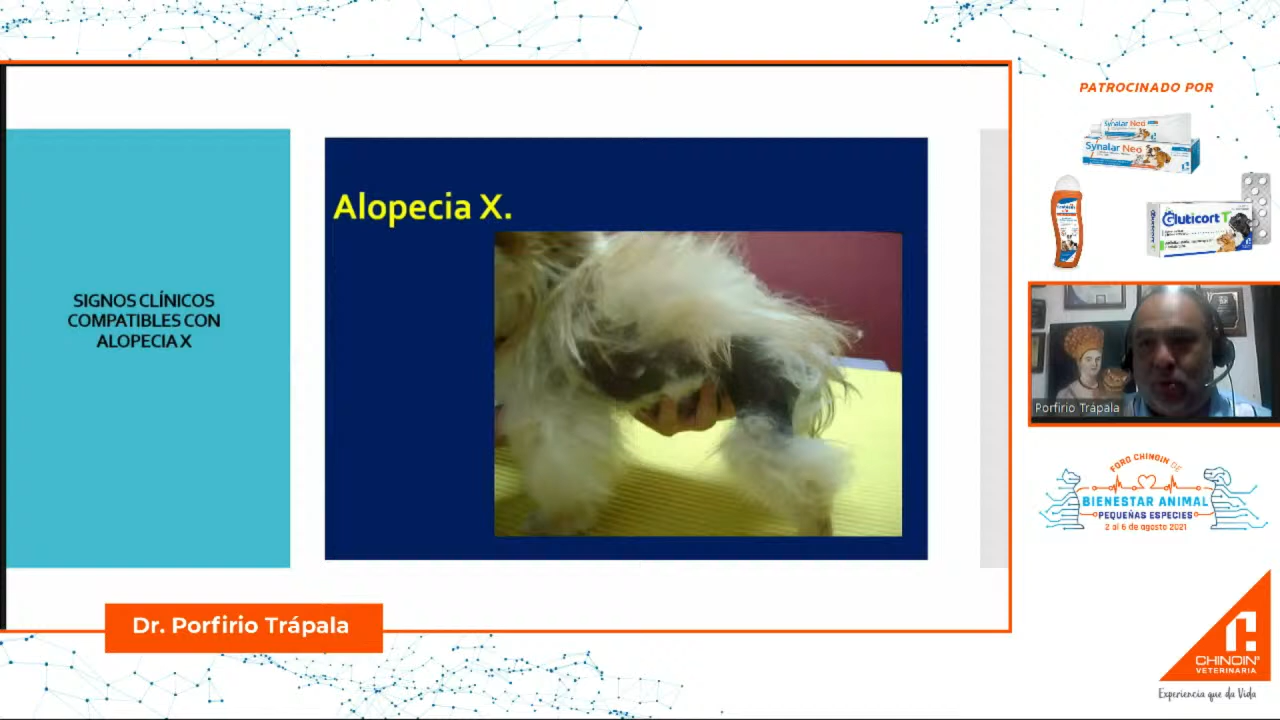 PATROCINADO POR
Synalar Neo
Synalar Neo
Gluticort T
Alopecia X.
SIGNOS CLÍNICOS
COMPATIBLES CON
ALOPECIA X
Porfirio Trápala
FORO CHINOIN DE
BIENESTAR ANIMAL
PEQUEÑAS ESPECIES
2 al 6 de agosto 2021
Dr. Porfirio Trápala
CHINOIN®
VETERINARIA
Experiencia que da Vida